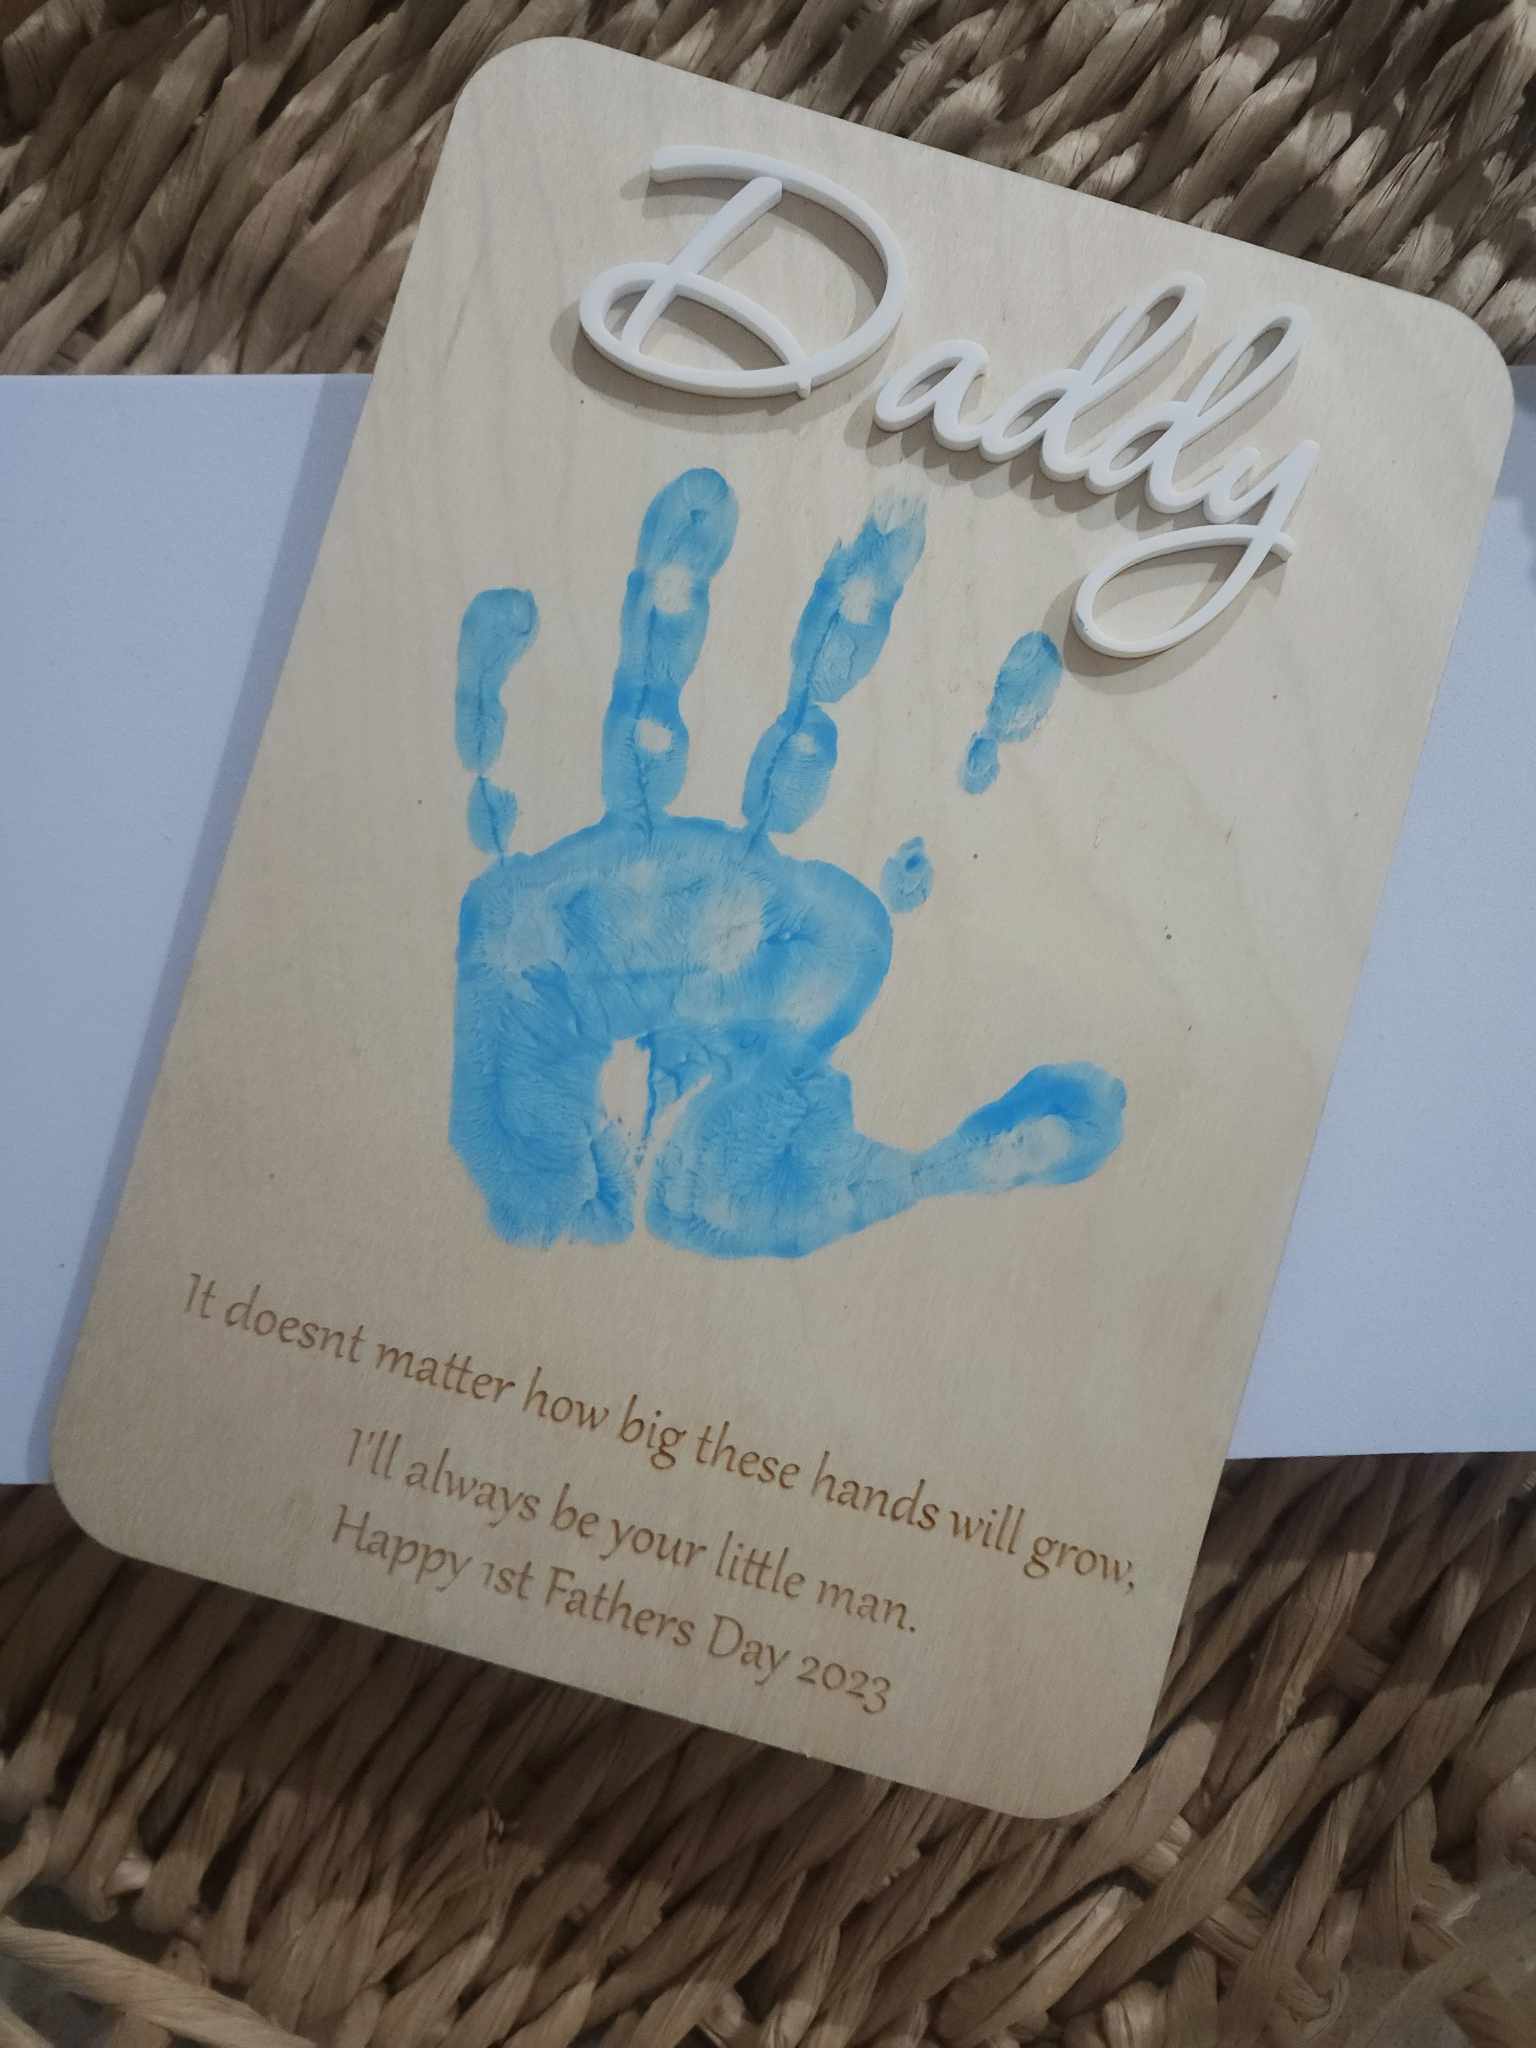 Daddy
It doesnt matter how big these hands will grow,
I'll always be your little man.
Happy 1st Fathers Day 2023